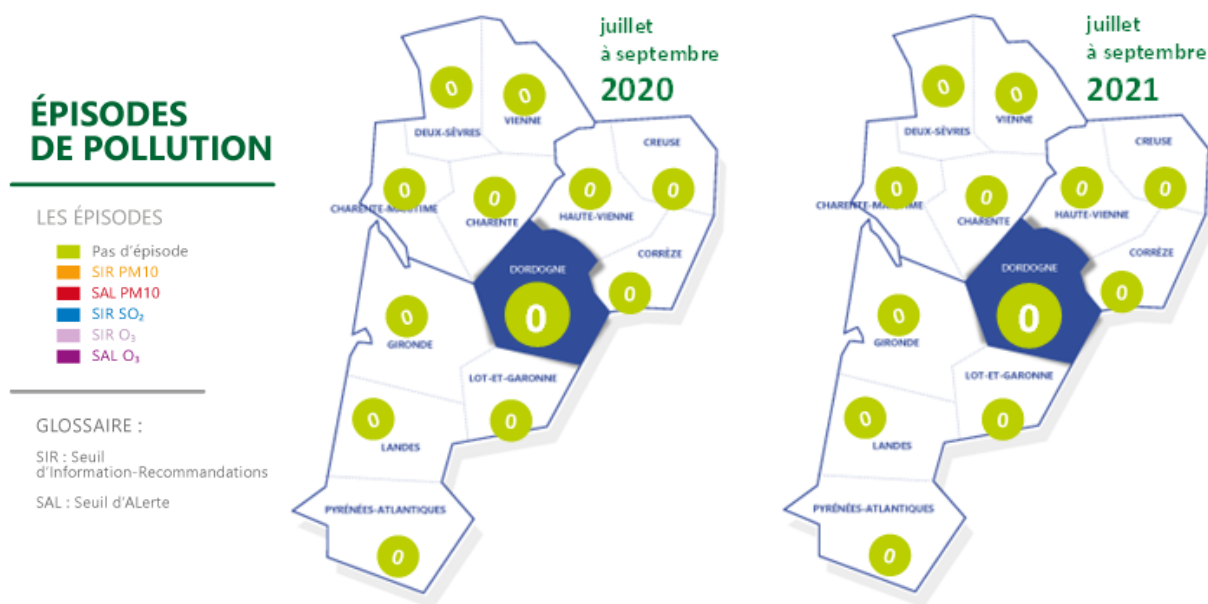 ÉPISODES
DE POLLUTION
LES ÉPISODES
Pas d'épisode
SIR PM10
SAL PM10
SIR SO₂
SIR O₃
SAL O₃
GLOSSAIRE :
SIR : Seuil
d'Information-Recommandations
SAL : Seuil d'ALerte
juillet
à septembre
2020
0
0
DEUX-SÈVRES
VIENNE
CREUSE
0
0
0
0
CHARENTE-MARITIME
CHARENTE
HAUTE-VIENNE
CORRÈZE
DORDOGNE
0
0
0
GIRONDE
LOT-ET-GARONNE
0
0
LANDES
PYRÉNÉES-ATLANTIQUES
0
juillet
à septembre
2021
0
0
DEUX-SÈVRES
VIENNE
CREUSE
0
0
0
0
CHARENTE-MARITIME
CHARENTE
HAUTE-VIENNE
CORRÈZE
DORDOGNE
0
0
0
GIRONDE
LOT-ET-GARONNE
0
0
LANDES
PYRÉNÉES-ATLANTIQUES
0